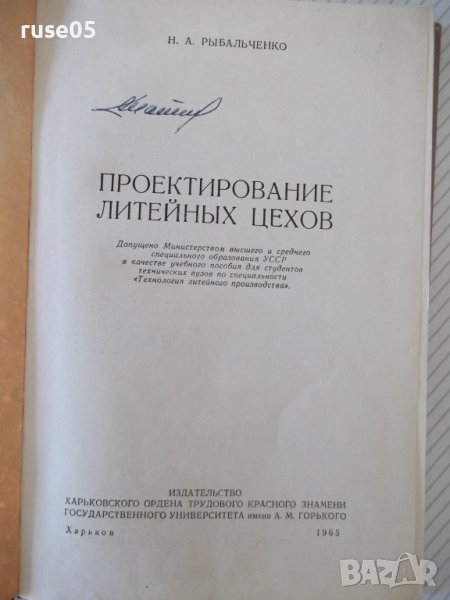 ruse05
Н. А. РЫБАЛЬЧЕНКО
ПРОЕКТИРОВАНИЕ
ЛИТЕЙНЫХ ЦЕХОВ
Допущено Министерством высшего и среднего
специального образования УССР
в качестве учебного пособия для студентов
технических вузов по специальности
«Технология литейного производства».
ИЗДАТЕЛЬСТВО
ХАРЬКОВСКОГО ОРДЕНА ТРУДОВОГО КРАСНОГО ЗНАМЕНИ
ГОСУДАРСТВЕННОГО УНИВЕРСИТЕТА имени А. М. ГОРЬКОГО
Харьков 1965
BAZAR